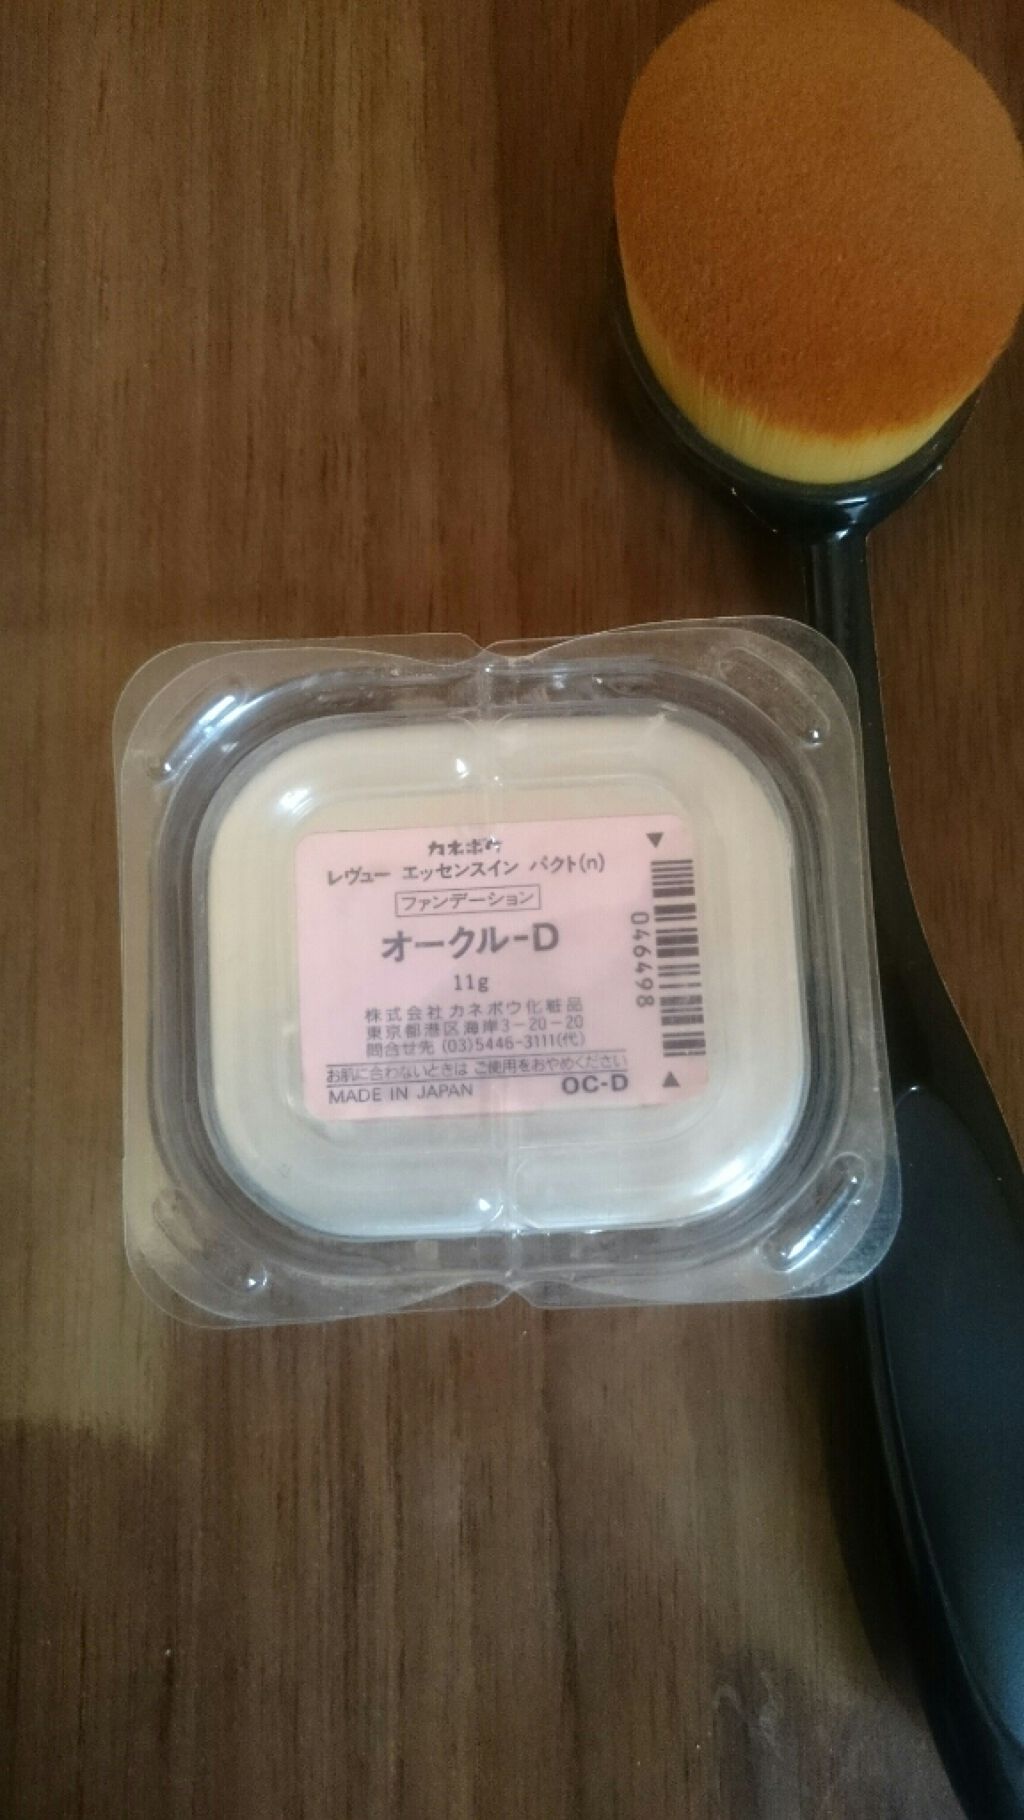 カネボウ
レヴュー エッセンスイン パクト(n)
ファンデーション
オークル-D
11g
株式会社カネボウ化粧品
東京都港区海岸3-20-20
問合せ先 (03)5446-3111(代)
お肌に合わないときは ご使用をおやめください
MADE IN JAPAN OC-D
046498